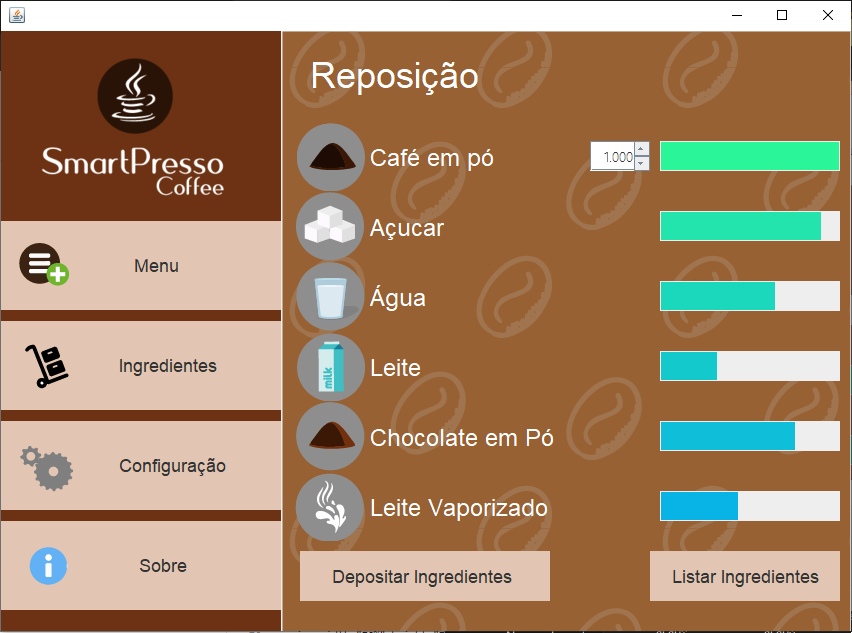 SmartPresso
Coffee
Menu
Ingredientes
Configuração
Sobre
Reposição
Café em pó
1.000
Açucar
Água
Leite
milk
Chocolate em Pó
Leite Vaporizado
Depositar Ingredientes
Listar Ingredientes